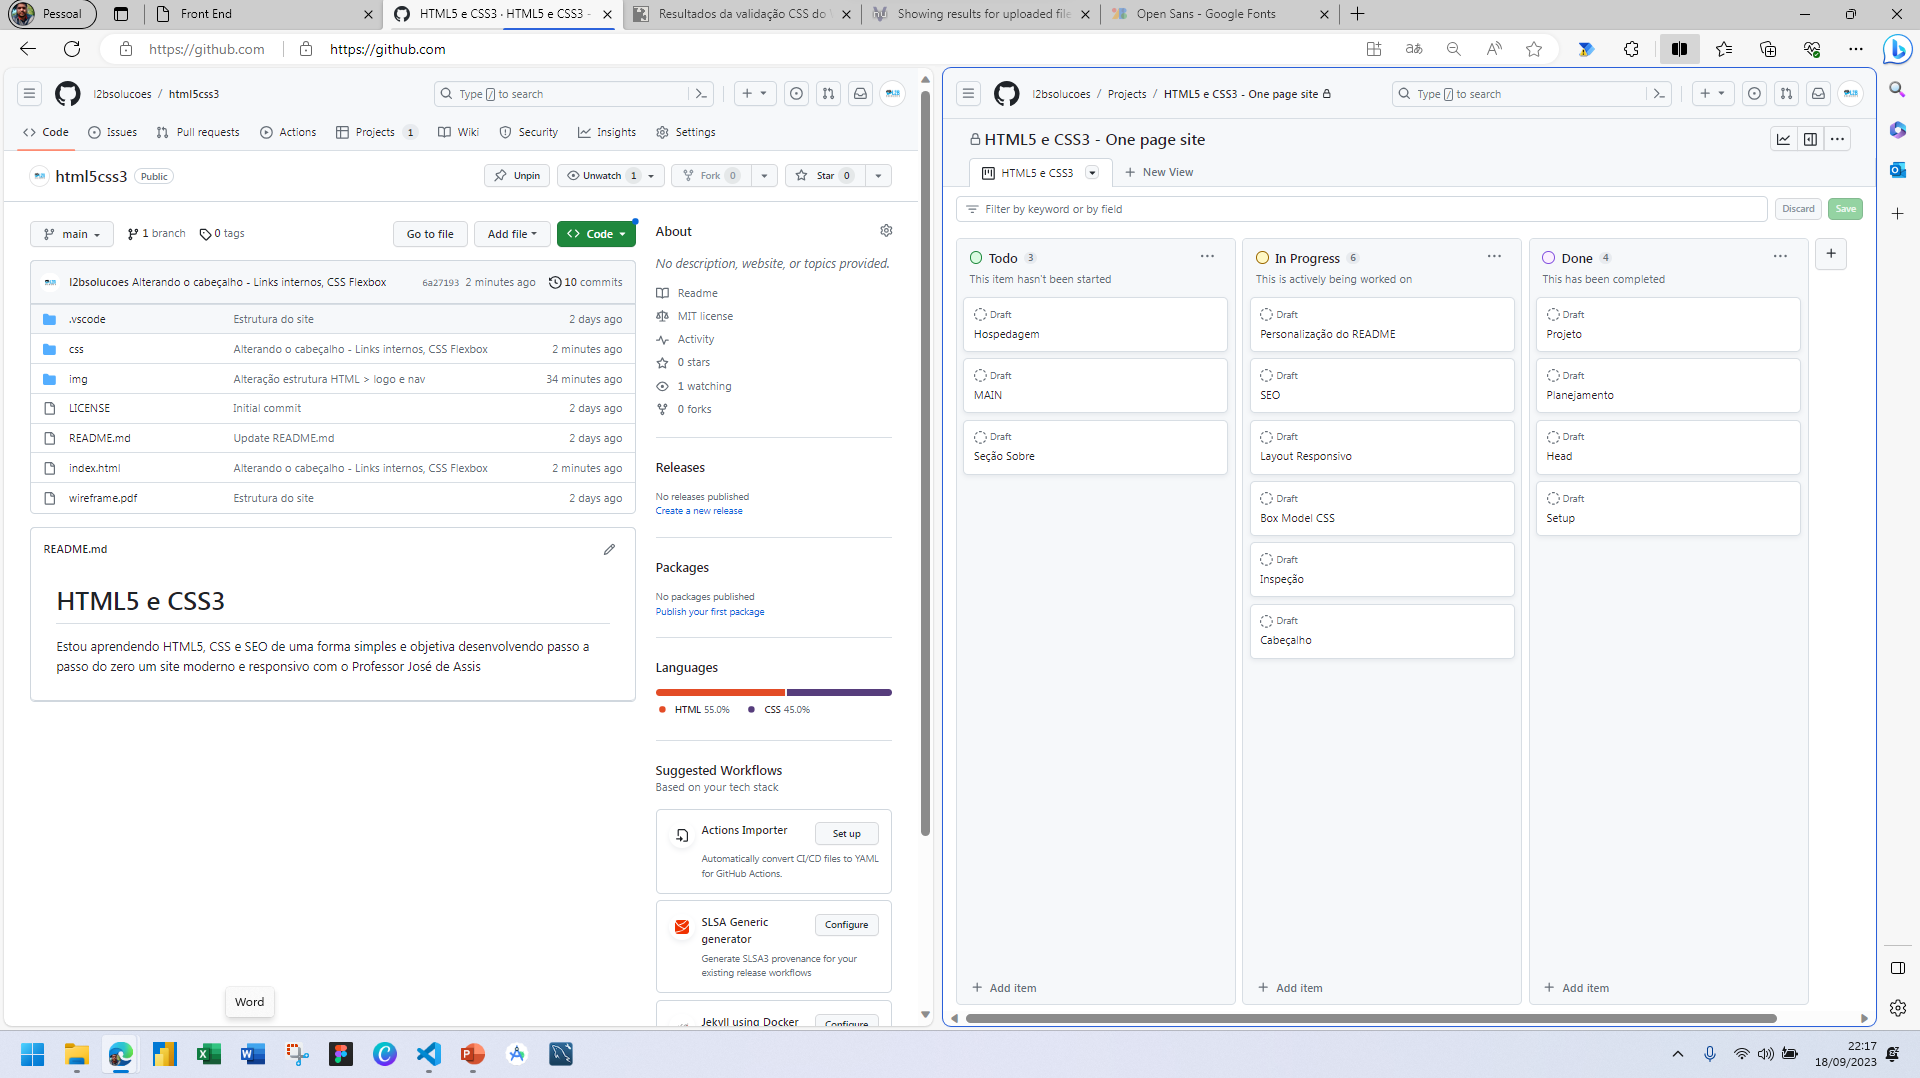 Pessoal
Front End
HTML5 e CSS3 · HTML5 e CSS3 -
Resultados da validação CSS do
Showing results for uploaded file
Open Sans - Google Fonts
https://github.com
https://github.com
l2bsolucoes / html5css3
Type / to search
Code
Issues
Pull requests
Actions
Projects 1
Wiki
Security
Insights
Settings
html5css3 Public
Unpin
Unwatch 1
Fork 0
Star 0
main
1 branch
0 tags
Go to file
Add file
Code
l2bsolucoes Alterando o cabeçalho - Links internos, CSS Flexbox 6a27193 2 minutes ago 10 commits
.vscode Estrutura do site 2 days ago
css Alterando o cabeçalho - Links internos, CSS Flexbox 2 minutes ago
img Alteração estrutura HTML > logo e nav 34 minutes ago
LICENSE Initial commit 2 days ago
README.md Update README.md 2 days ago
index.html Alterando o cabeçalho - Links internos, CSS Flexbox 2 minutes ago
wireframe.pdf Estrutura do site 2 days ago
README.md
HTML5 e CSS3
Estou aprendendo HTML5, CSS e SEO de uma forma simples e objetiva desenvolvendo passo a
passo do zero um site moderno e responsivo com o Professor José de Assis
About
No description, website, or topics provided.
Readme
MIT license
Activity
0 stars
1 watching
0 forks
Releases
No releases published
Create a new release
Packages
No packages published
Publish your first package
Languages
HTML 55.0% CSS 45.0%
Suggested Workflows
Based on your tech stack
Actions Importer
Set up
Automatically convert CI/CD files to YAML
for GitHub Actions.
SLSA Generic
generator
Configure
Generate SLSA3 provenance for your
existing release workflows
Jekyll using Docker
Configure
Word
l2bsolucoes / Projects / HTML5 e CSS3 - One page site
Type / to search
HTML5 e CSS3 - One page site
HTML5 e CSS3
New View
Filter by keyword or by field
Discard
Save
Todo 3
This item hasn't been started
Draft
Hospedagem
Draft
MAIN
Draft
Seção Sobre
Add item
In Progress 6
This is actively being worked on
Draft
Personalização do README
Draft
SEO
Draft
Layout Responsivo
Draft
Box Model CSS
Draft
Inspeção
Draft
Cabeçalho
Add item
Done 4
This has been completed
Draft
Projeto
Draft
Planejamento
Draft
Head
Draft
Setup
Add item
22:17
18/09/2023